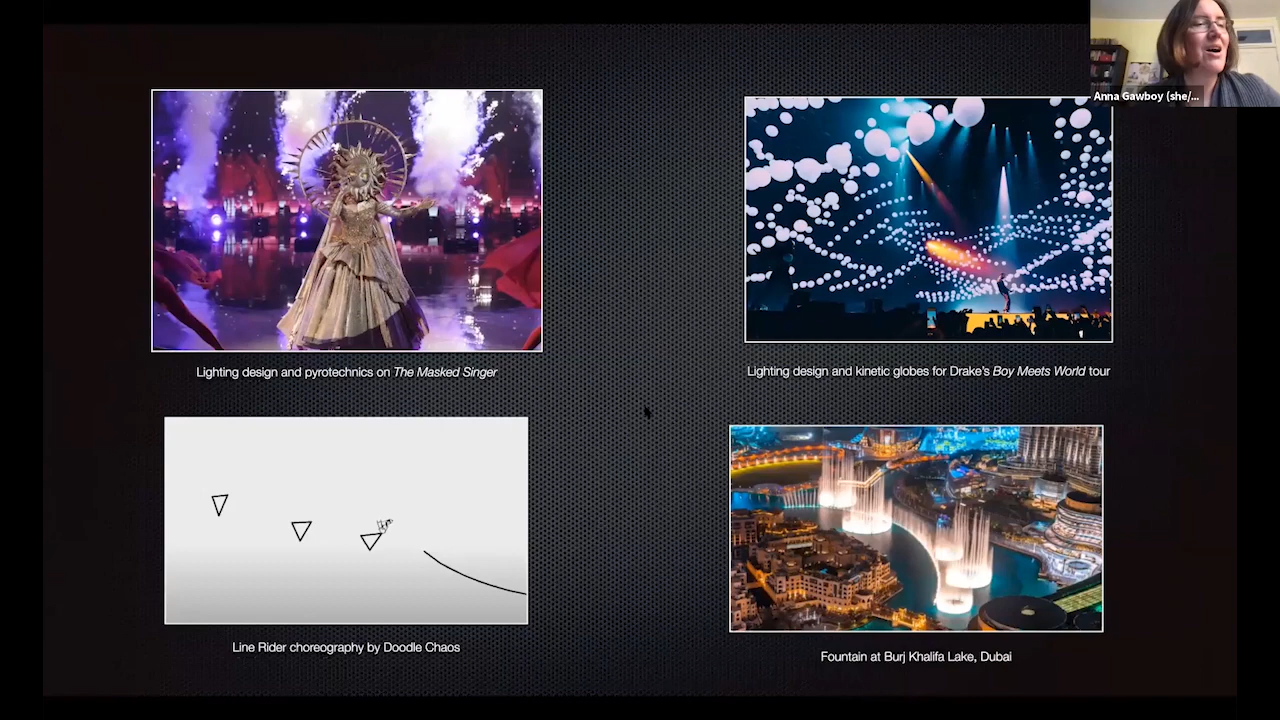 Anna Gawboy (she/...
Lighting design and pyrotechnics on The Masked Singer
Lighting design and kinetic globes for Drake's Boy Meets World tour
Line Rider choreography by Doodle Chaos
Fountain at Burj Khalifa Lake, Dubai